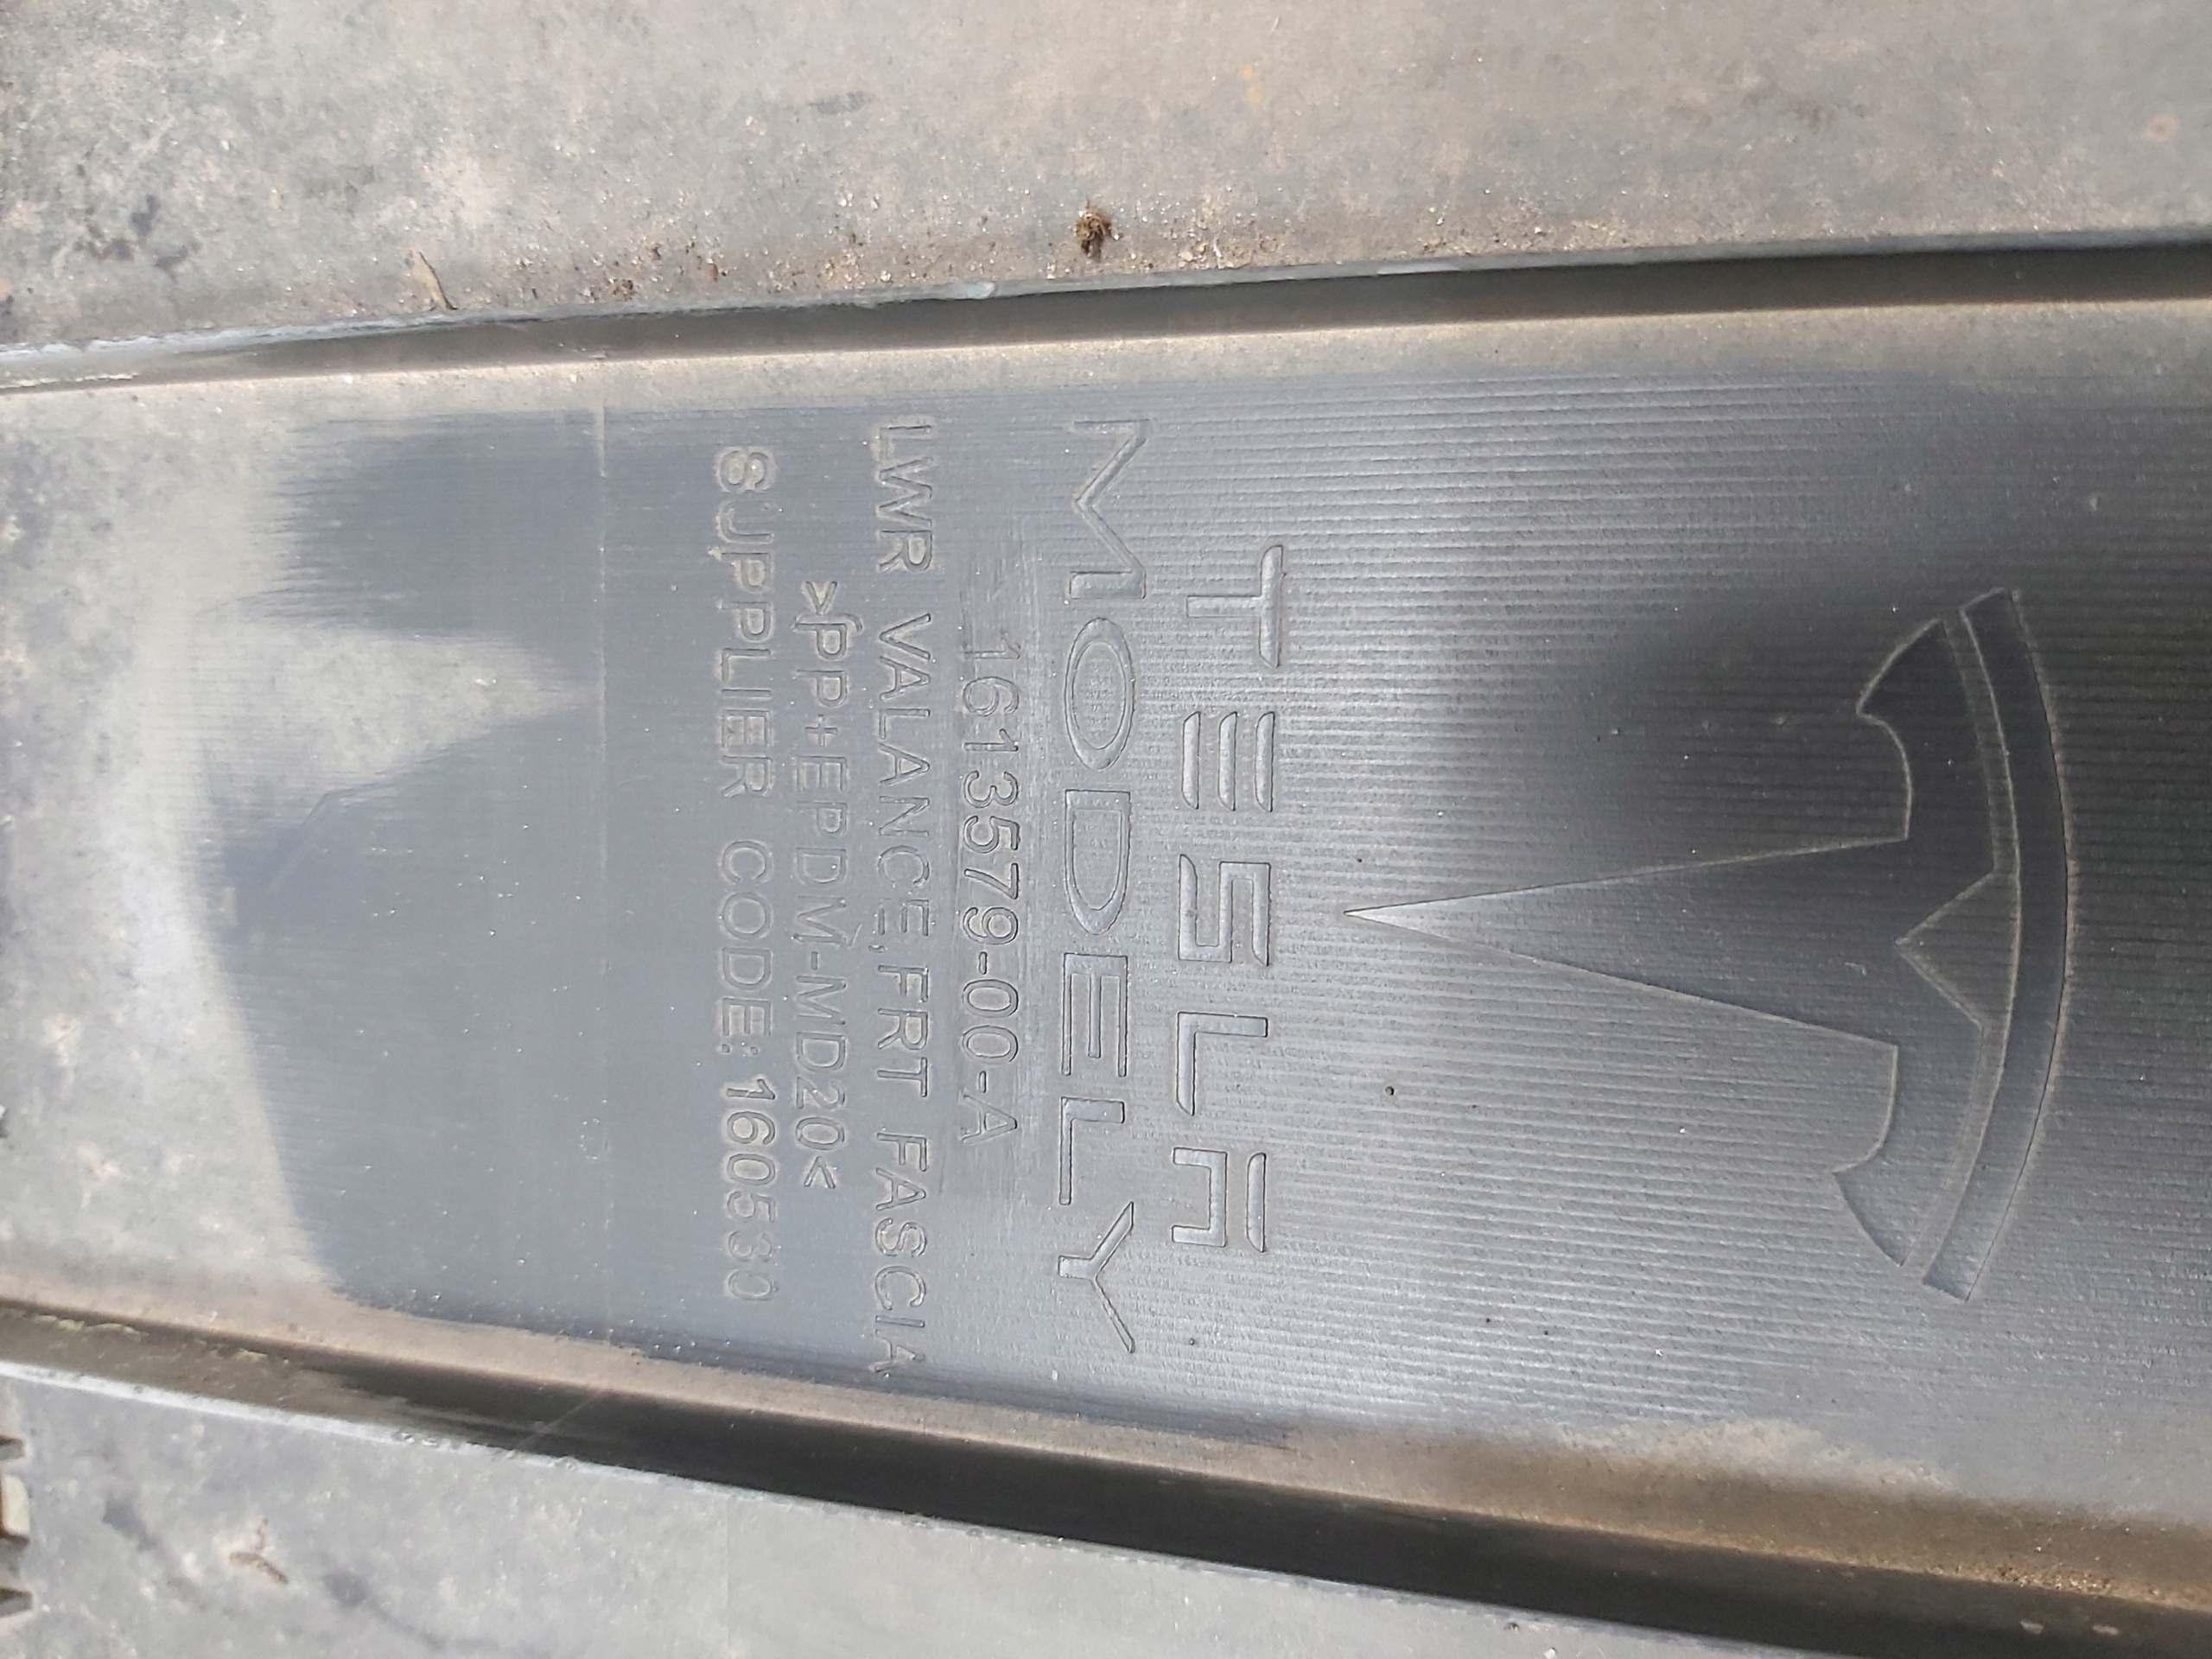 TESLA
MODEL Y
1613579-00-A
LWR VALANCE,FRT FASCIA
>PP+EPDM-MD20<
SUPPLIER CODE: 160530